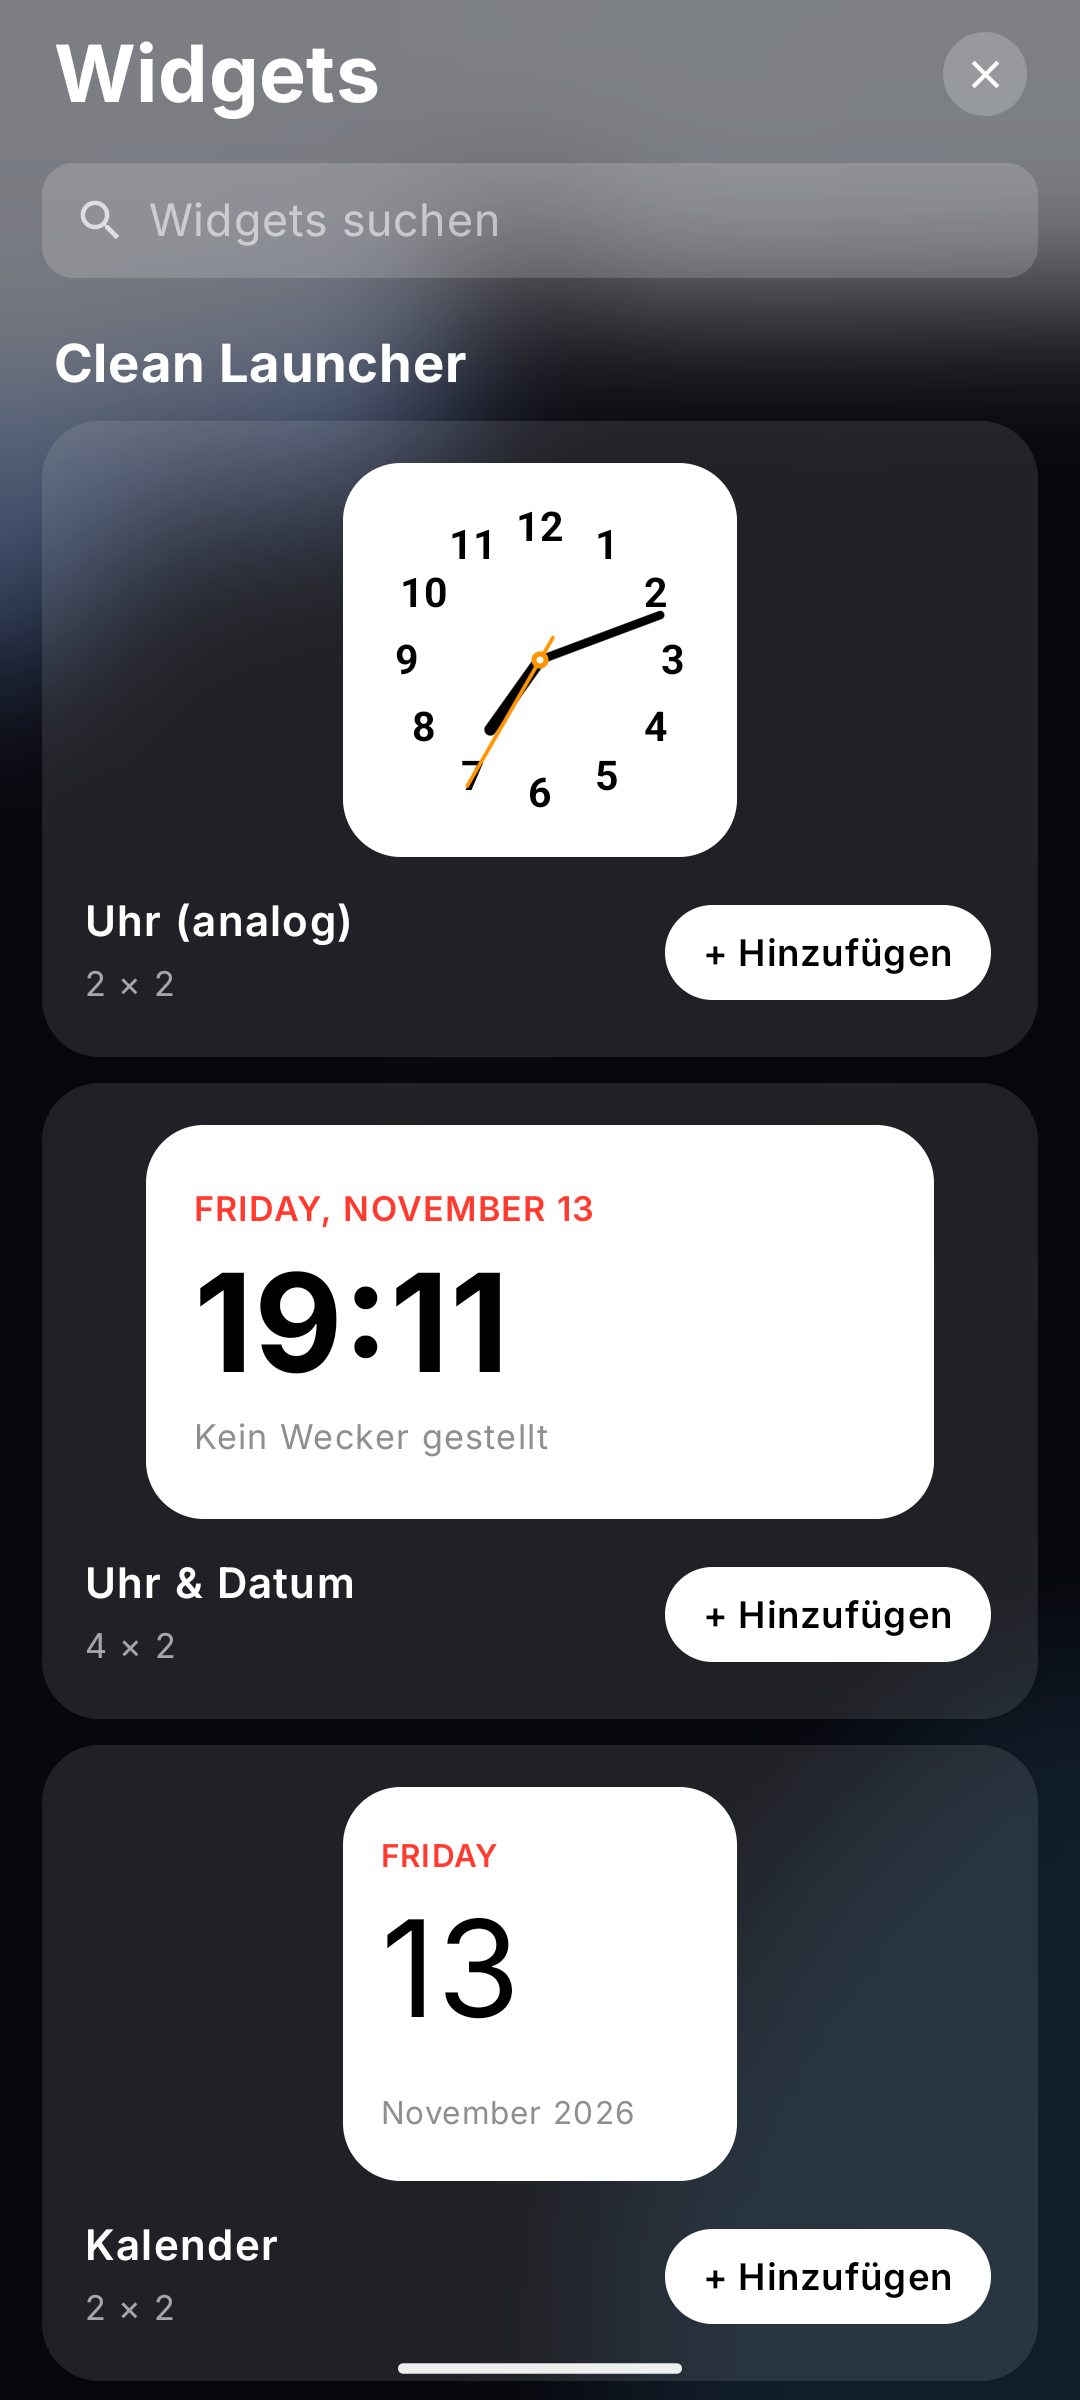 Widgets
Widgets suchen
Clean Launcher
12
11 1
10 2
9 3
8 4
7 5
6
Uhr (analog)
2 × 2
+ Hinzufügen
FRIDAY, NOVEMBER 13
19:11
Kein Wecker gestellt
Uhr & Datum
4 × 2
+ Hinzufügen
FRIDAY
13
November 2026
Kalender
2 × 2
+ Hinzufügen